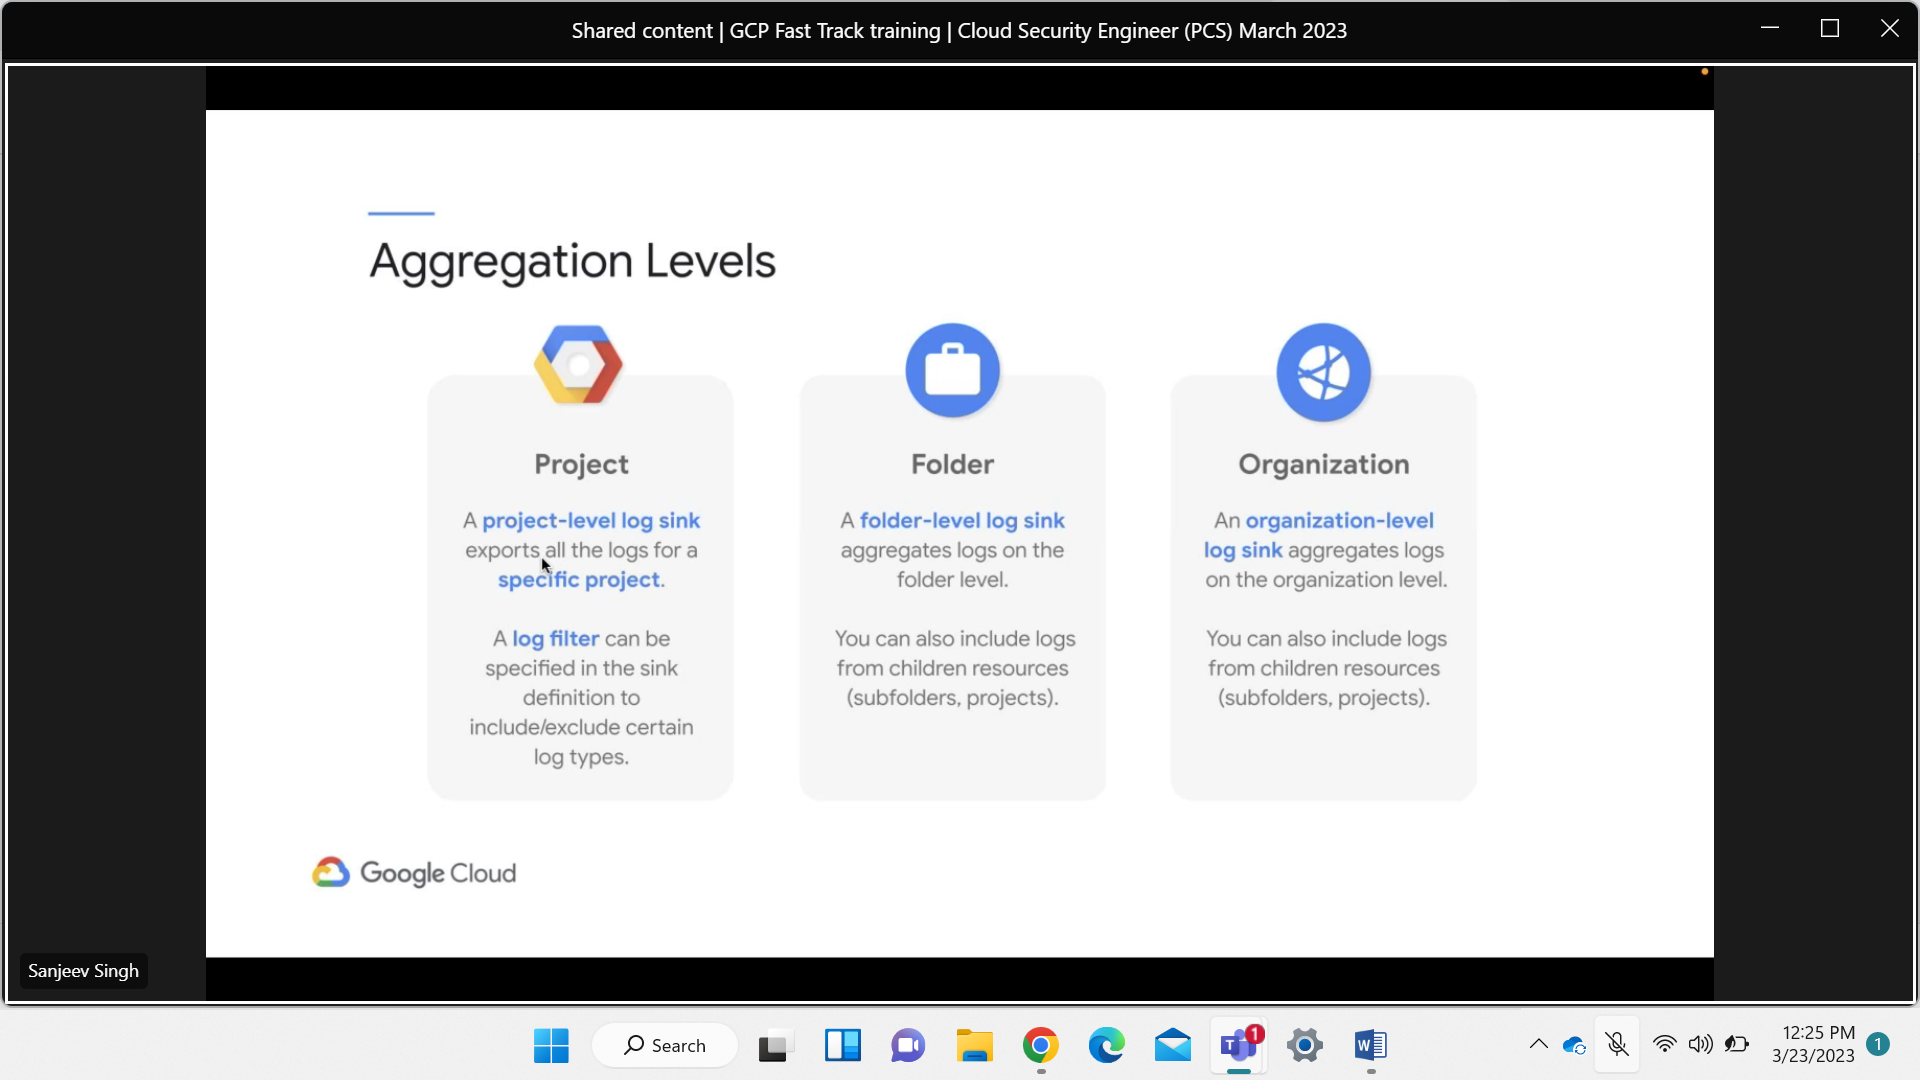 Shared content | GCP Fast Track training | Cloud Security Engineer (PCS) March 2023
Aggregation Levels
Project
A project-level log sink
exports all the logs for a
specific project.
A log filter can be
specified in the sink
definition to
include/exclude certain
log types.
Folder
A folder-level log sink
aggregates logs on the
folder level.
You can also include logs
from children resources
(subfolders, projects).
Organization
An organization-level
log sink aggregates logs
on the organization level.
You can also include logs
from children resources
(subfolders, projects).
Google Cloud
Sanjeev Singh
Search
T 1
W
12:25 PM
3/23/2023
1